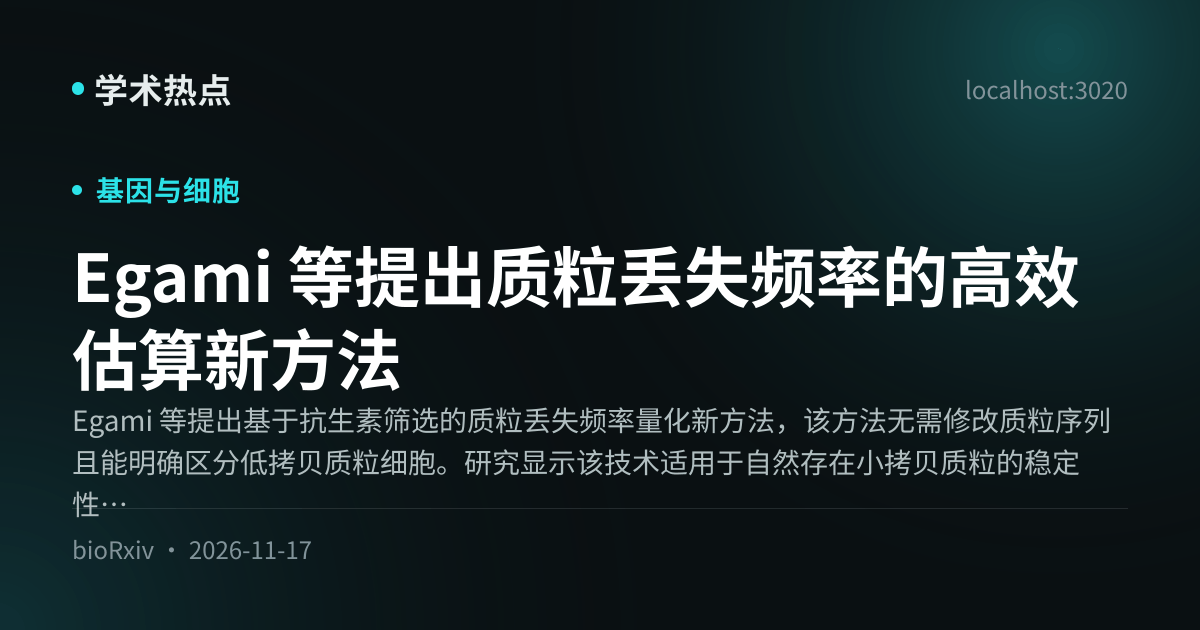 学术热点
localhost:3020
基因与细胞
Egami 等提出质粒丢失频率的高效
估算新方法
Egami 等提出基于抗生素筛选的质粒丢失频率量化新方法，该方法无需修改质粒序列
且能明确区分低拷贝质粒细胞。研究显示该技术适用于自然存在小拷贝质粒的稳定
性…
bioRxiv · 2026-11-17